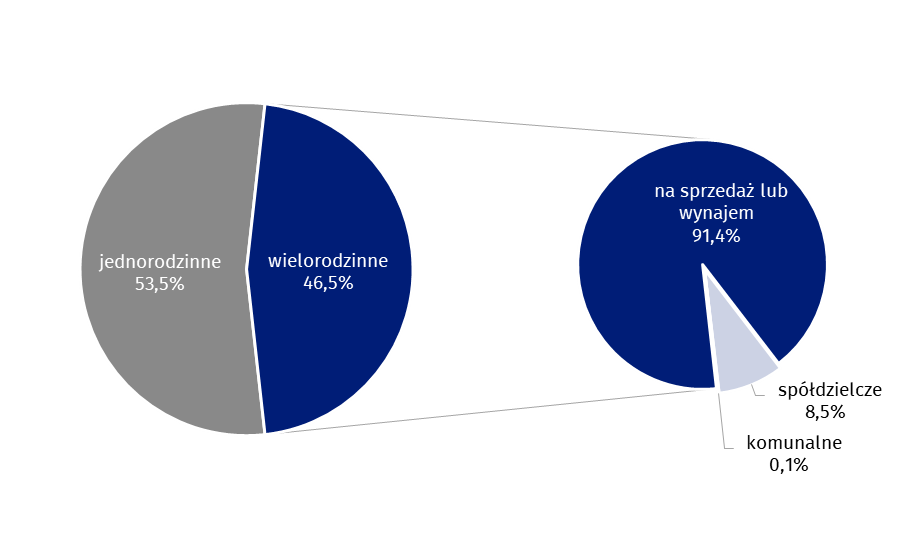 jednorodzinne
53,5%
wielorodzinne
46,5%
na sprzedaż lub
wynajem
91,4%
spółdzielcze
8,5%
komunalne
0,1%